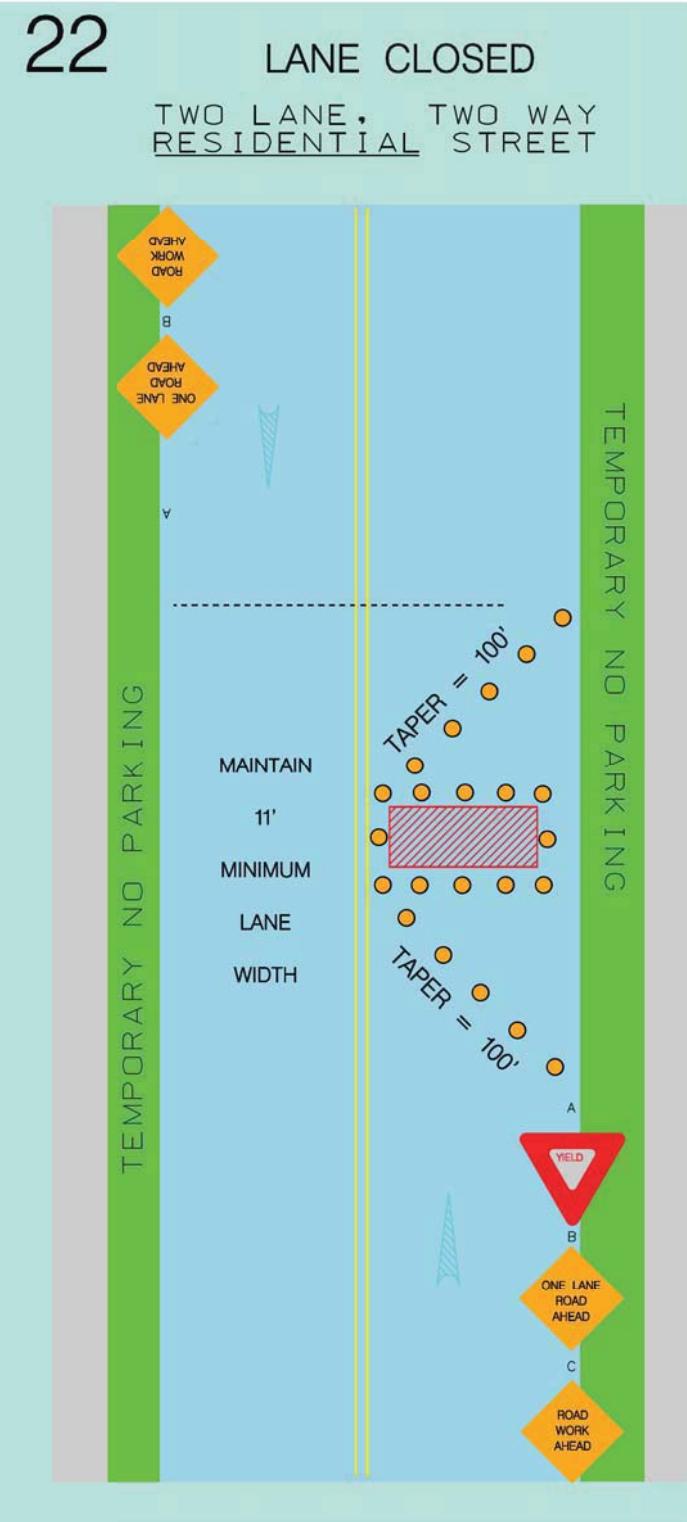 22
LANE CLOSED
TWO LANE, TWO WAY
RESIDENTIAL STREET
ROAD
WORK
AHEAD
B
ONE LANE
ROAD
AHEAD
A
TEMPORARY NO PARKING
TAPER = 100'
MAINTAIN
11'
MINIMUM
LANE
WIDTH
TEMPORARY NO PARKING
TAPER = 100'
A
YIELD
B
ONE LANE
ROAD
AHEAD
C
ROAD
WORK
AHEAD